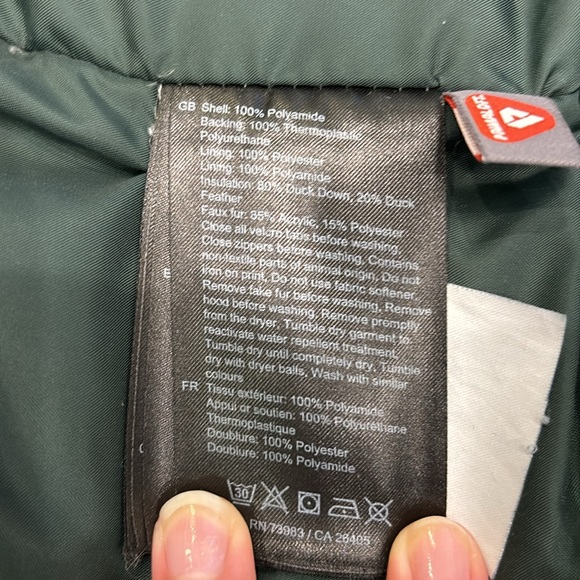 GB Shell: 100% Polyamide
Backing: 100% Thermoplastic
Polyurethane
Lining: 100% Polyester
Lining: 100% Polyamide
Insulation: 80% Duck Down, 20% Duck
Feather
Faux fur: 85% Acrylic, 15% Polyester
Close all velcro tabs before washing,
Close zippers before washing, Contains
non-textile parts of animal origin, Do not
iron on print, Do not use fabric softener,
Remove fake fur before washing, Remove
hood before washing, Remove promptly
from the dryer, Tumble dry garment to
reactivate water repellent treatment,
Tumble dry until completely dry, Tumble
dry with dryer balls, Wash with similar
colours
FR Tissu extérieur: 100% Polyamide
Appui or soutien: 100% Polyuréthane
Thermoplastique
Doublure: 100% Polyester
Doublure: 100% Polyamide
30
RN 73983 / CA 28405
PRIMALOFT